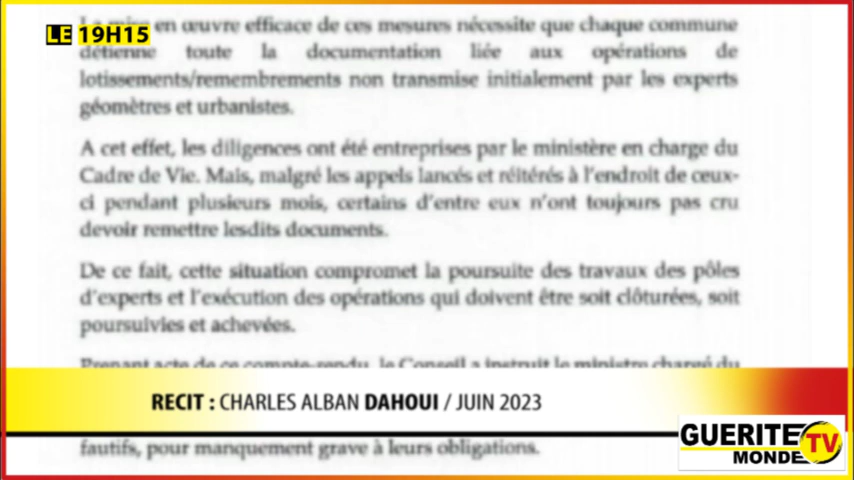 LE 19H15
La mise en œuvre efficace de ces mesures nécessite que chaque commune
détienne toute la documentation liée aux opérations de
lotissements/remembrements non transmise initialement par les experts
géomètres et urbanistes.
A cet effet, les diligences ont été entreprises par le ministère en charge du
Cadre de Vie. Mais, malgré les appels lancés et réitérés à l'endroit de ceux-
ci pendant plusieurs mois, certains d'entre eux n'ont toujours pas cru
devoir remettre lesdits documents.
De ce fait, cette situation compromet la poursuite des travaux des pôles
d'experts et l'exécution des opérations qui doivent être soit clôturées, soit
poursuivies et achevées.
Prenant acte de ce compte-rendu, le Conseil a instruit le ministre chargé du
RECIT : CHARLES ALBAN DAHOUI / JUIN 2023
fautifs, pour manquement grave à leurs obligations.
GUERITE TV
MONDE